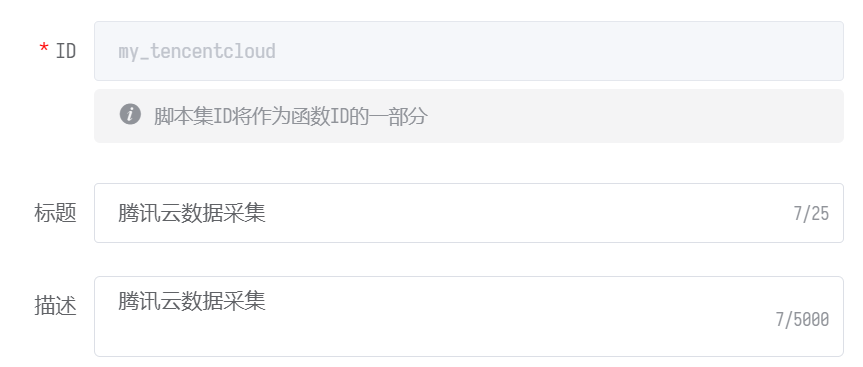 * ID
my_tencentcloud
脚本集ID将作为函数ID的一部分
标题
腾讯云数据采集
7/25
描述
腾讯云数据采集
7/5000